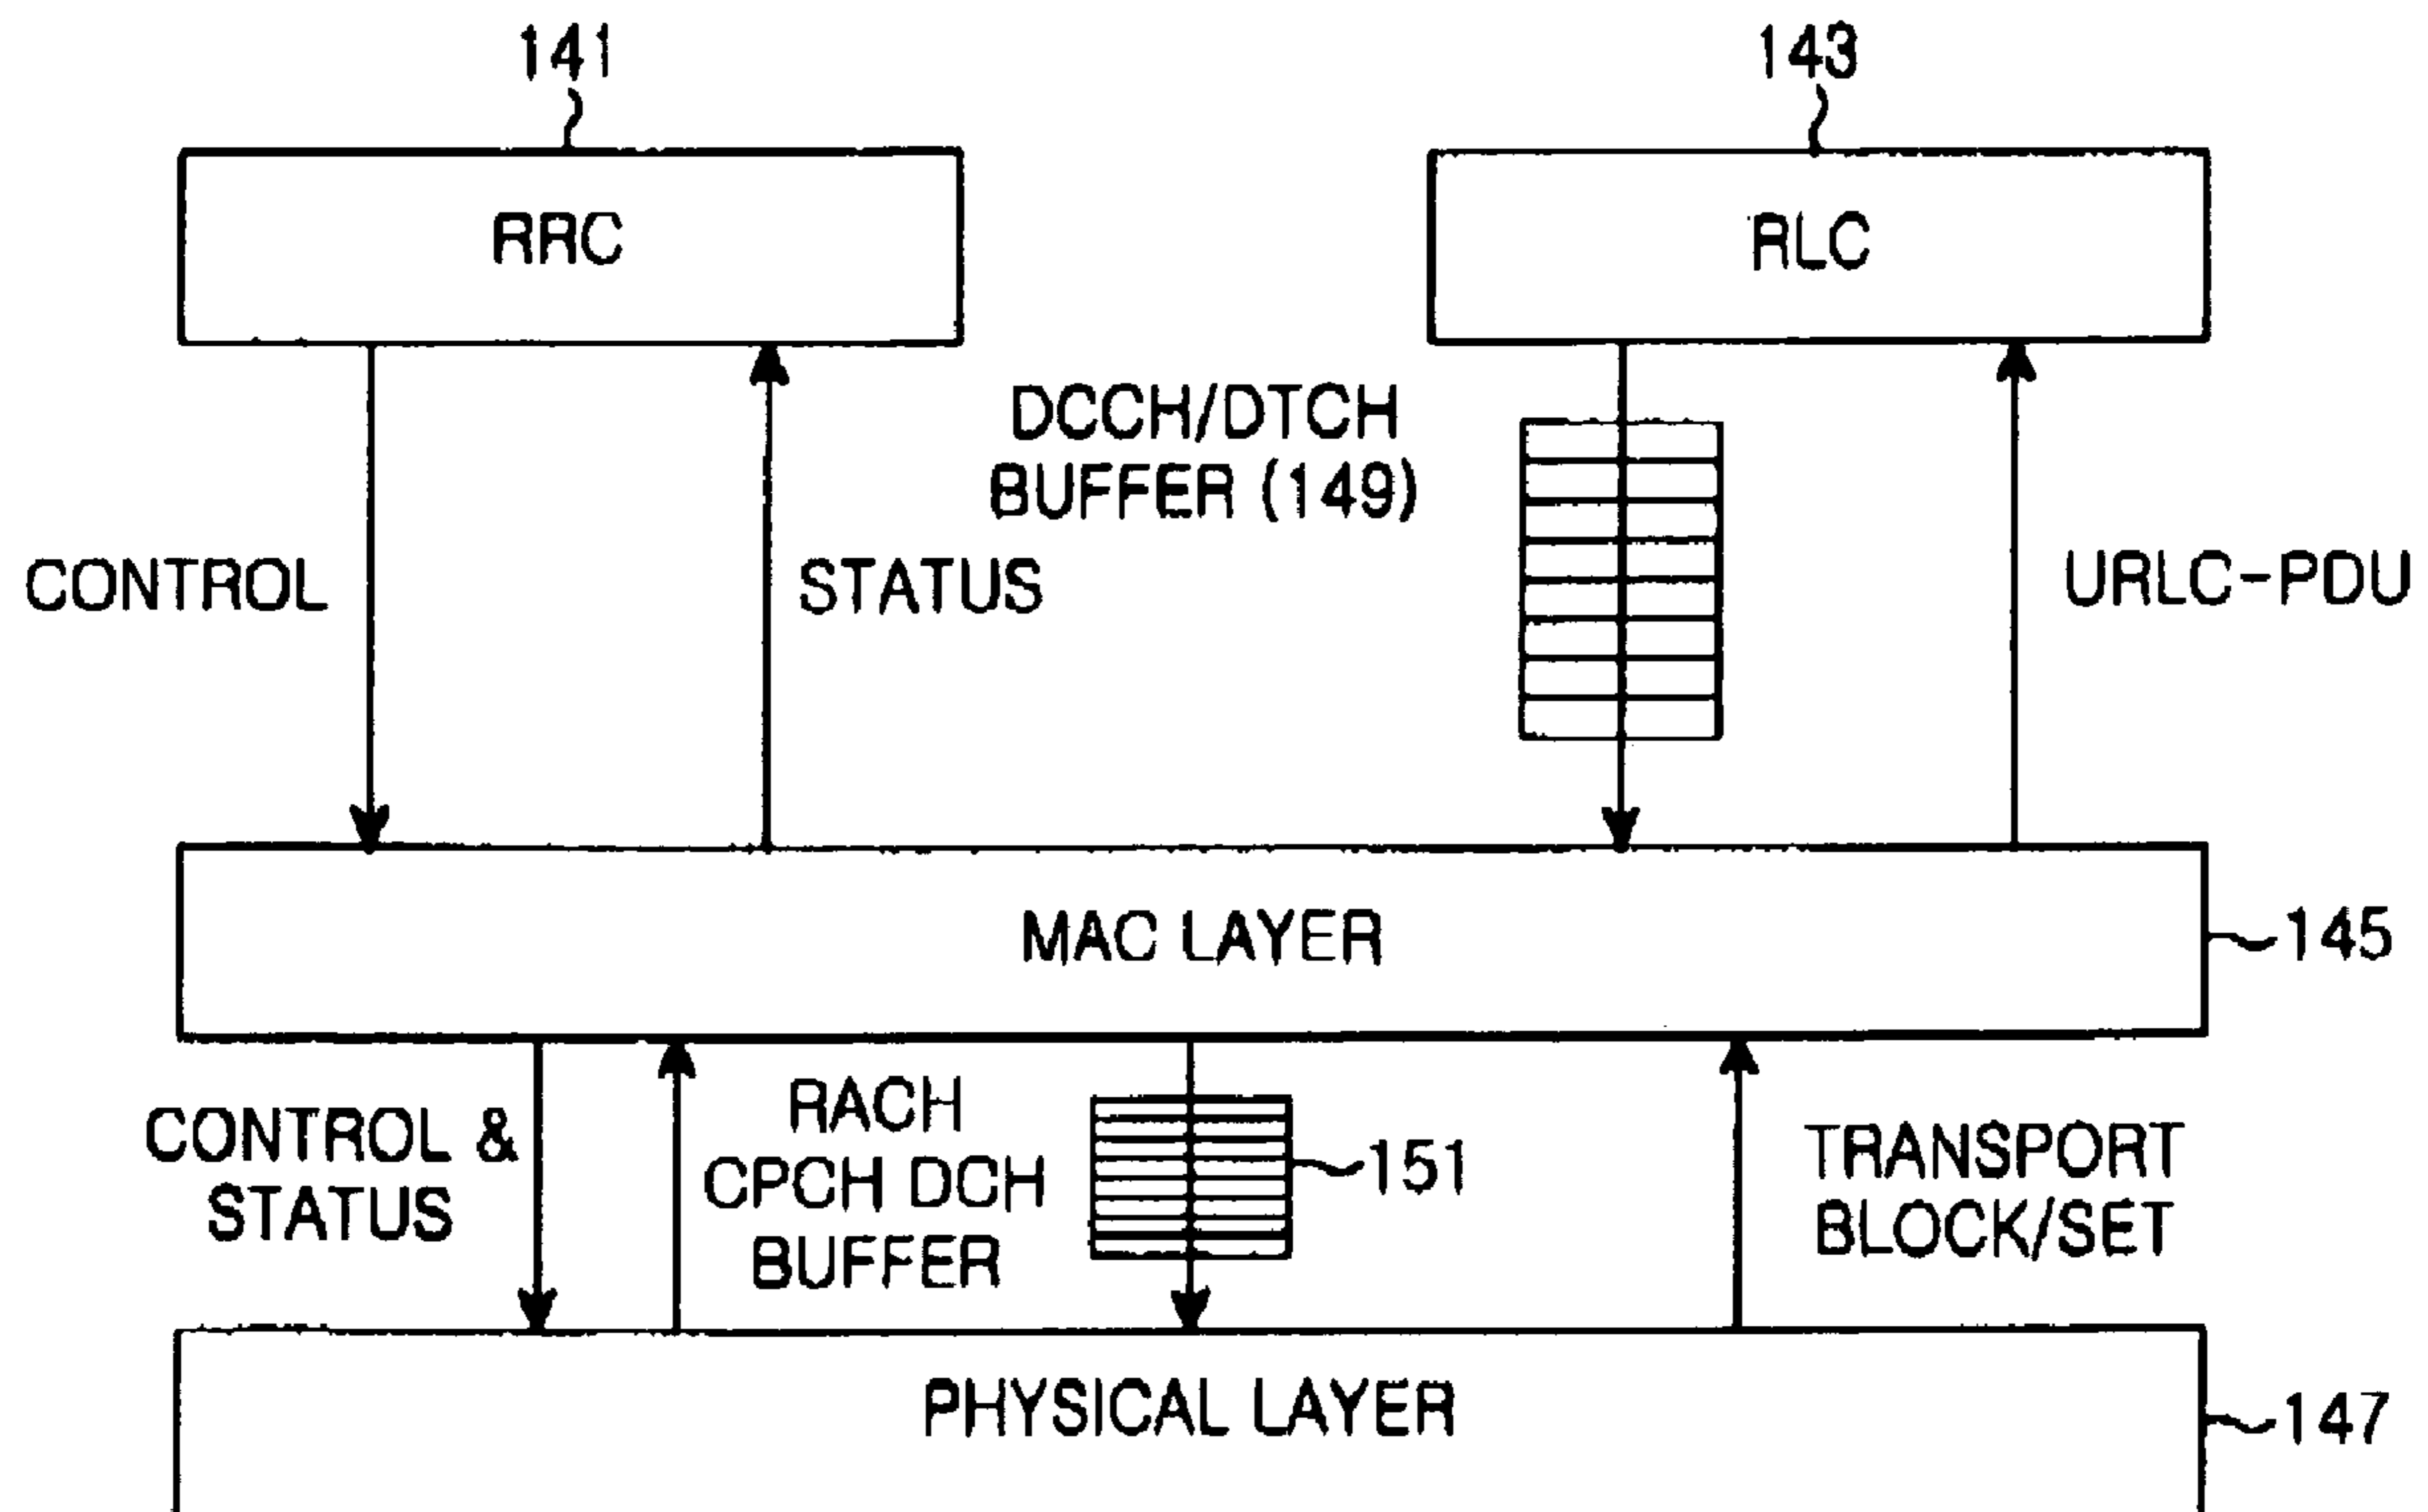 141
143
RRC
RLC
DCCH/DTCH
BUFFER (149)
CONTROL
STATUS
URLC-PDU
MAC LAYER
145
CONTROL &
STATUS
RACH
CPCH DCH
BUFFER
151
TRANSPORT
BLOCK/SET
PHYSICAL LAYER
147